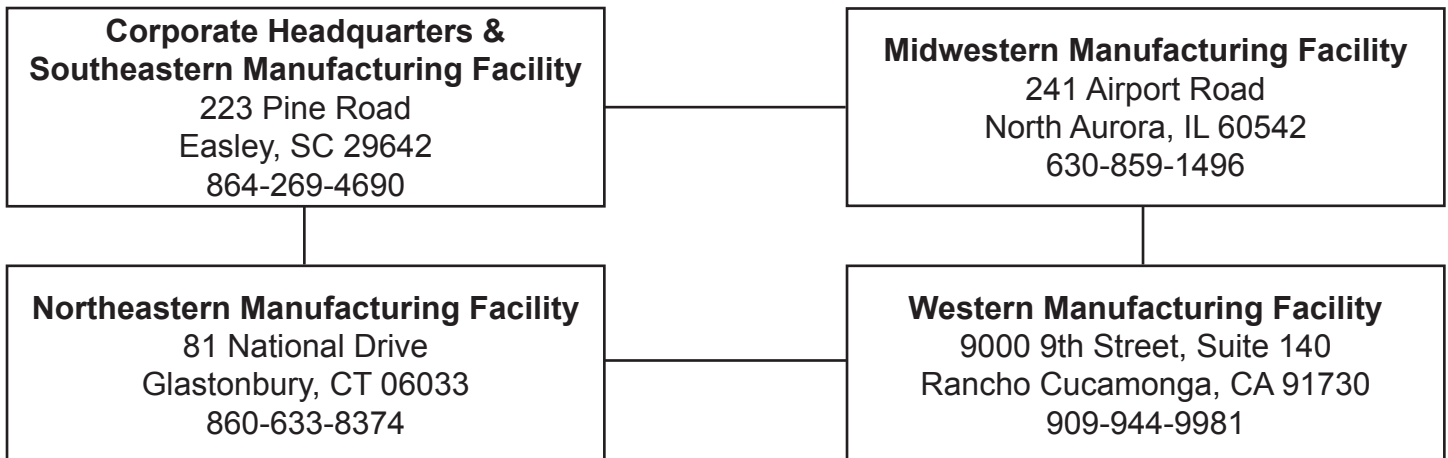 Corporate Headquarters &
Southeastern Manufacturing Facility
223 Pine Road
Easley, SC 29642
864-269-4690
Midwestern Manufacturing Facility
241 Airport Road
North Aurora, IL 60542
630-859-1496
Northeastern Manufacturing Facility
81 National Drive
Glastonbury, CT 06033
860-633-8374
Western Manufacturing Facility
9000 9th Street, Suite 140
Rancho Cucamonga, CA 91730
909-944-9981